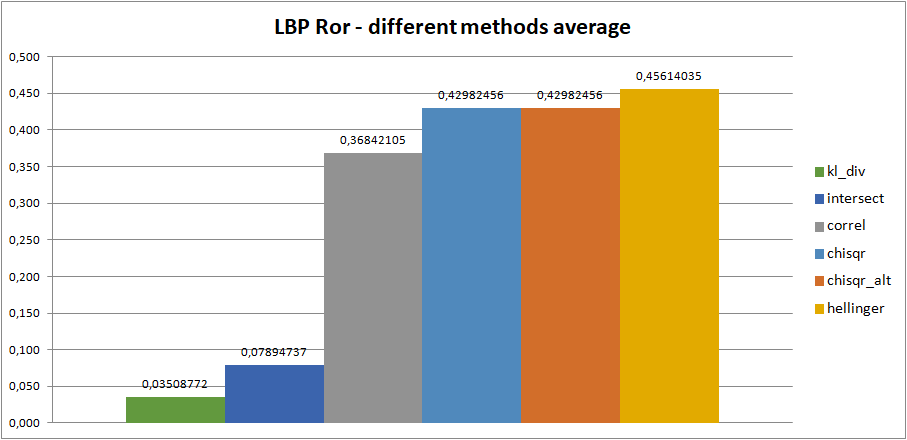 LBP Ror - different methods average
0,500
0,450
0,400
0,350
0,300
0,250
0,200
0,150
0,100
0,050
0,000
0,03508772
0,07894737
0,36842105
0,42982456
0,42982456
0,45614035
kl_div
intersect
correl
chisqr
chisqr_alt
hellinger